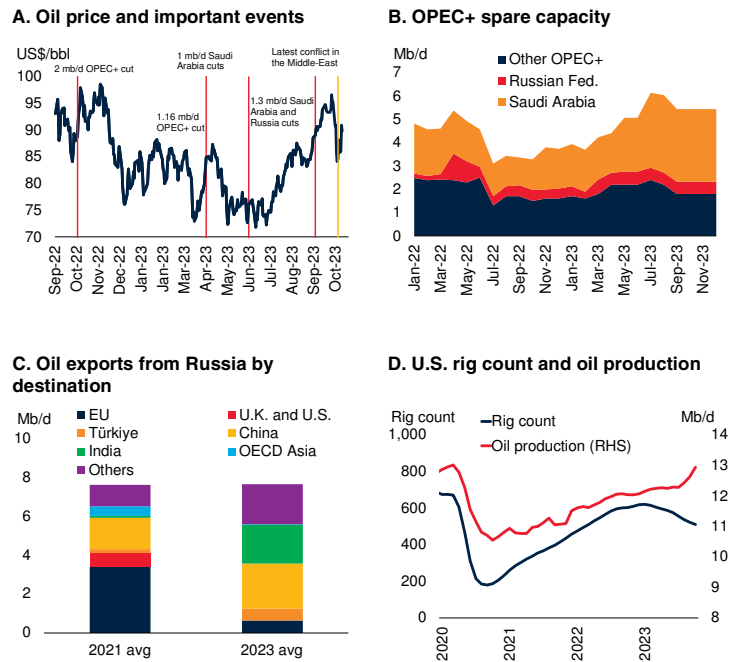 A. Oil price and important events
US$/bbl
2 mb/d OPEC+ cut
1 mb/d Saudi
Arabia cuts
Latest conflict in
the Middle-East
1.16 mb/d
OPEC+ cut
1.3 mb/d Saudi
Arabia and
Russia cuts
100
95
90
85
80
75
70
Sep-22
Oct-22
Nov-22
Dec-22
Jan-23
Jan-23
Mar-23
Apr-23
May-23
Jun-23
Jul-23
Aug-23
Sep-23
Oct-23
B. OPEC+ spare capacity
Mb/d
Other OPEC+
Russian Fed.
Saudi Arabia
7
6
5
4
3
2
1
0
Jan-22
Mar-22
May-22
Jul-22
Sep-22
Nov-22
Jan-23
Mar-23
May-23
Jul-23
Sep-23
Nov-23
C. Oil exports from Russia by
destination
Mb/d
EU
U.K. and U.S.
Türkiye
China
India
OECD Asia
Others
10
8
6
4
2
0
2021 avg
2023 avg
D. U.S. rig count and oil production
Rig count
Mb/d
Rig count
Oil production (RHS)
1,000
800
600
400
200
0
14
13
12
11
10
9
8
2020
2021
2022
2023